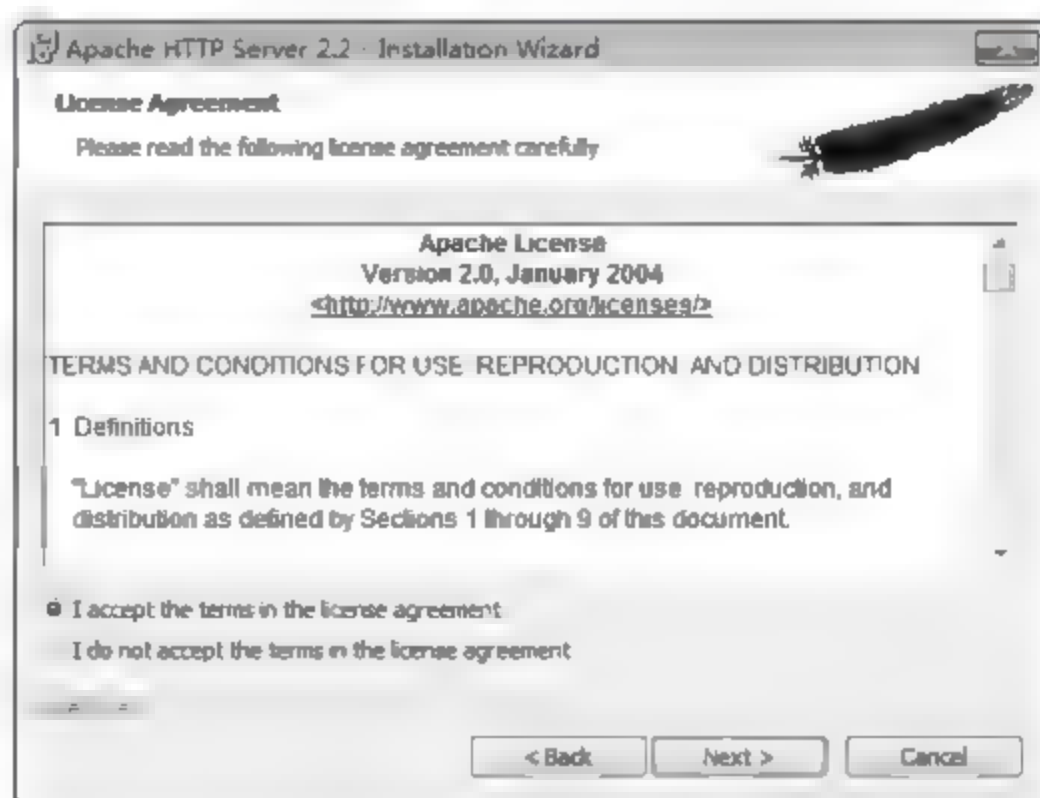 Apache HTTP Server 2.2 - Installation Wizard
License Agreement
Please read the following license agreement carefully
Apache License
Version 2.0, January 2004
<http://www.apache.org/licenses/>
TERMS AND CONDITIONS FOR USE REPRODUCTION AND DISTRIBUTION
1 Definitions
"License" shall mean the terms and conditions for use reproduction, and
distribution as defined by Sections 1 through 9 of this document.
I accept the terms in the license agreement
I do not accept the terms in the license agreement
< Back
Next >
Cancel